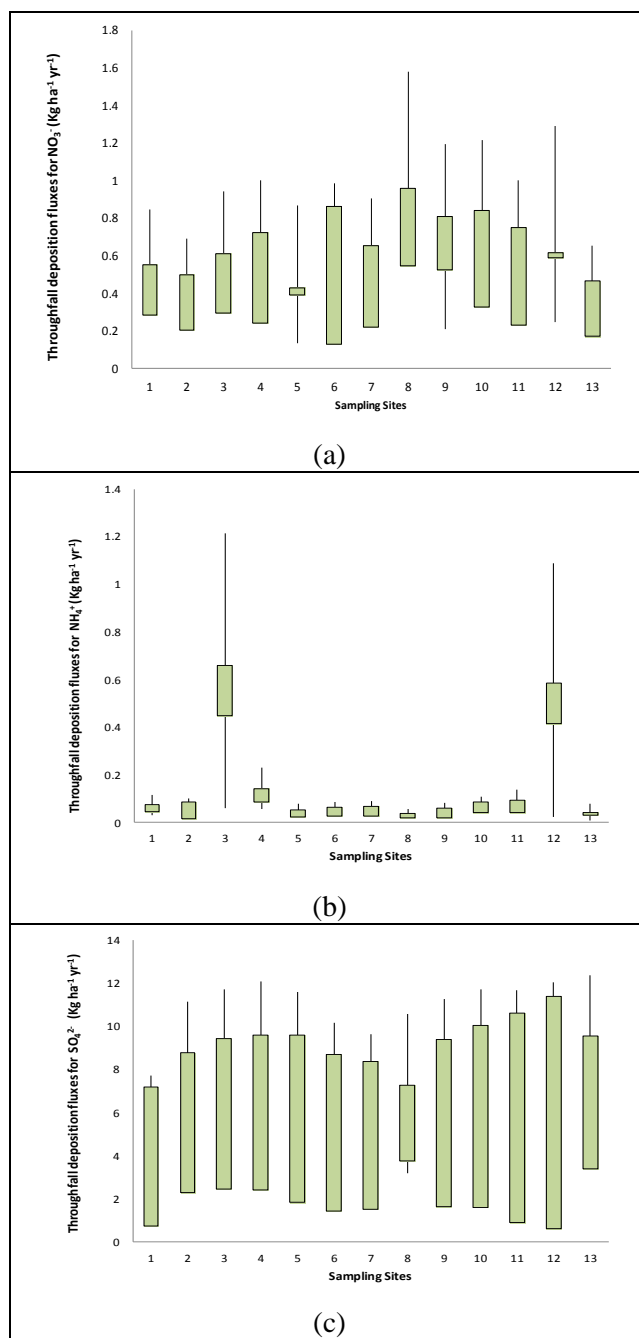 Throughfall deposition fluxes for NO₃⁻ (Kg ha⁻¹ yr⁻¹)
1.8
1.6
1.4
1.2
1
0.8
0.6
0.4
0.2
0
1 2 3 4 5 6 7 8 9 10 11 12 13
Sampling Sites
(a)
Throughfall deposition fluxes for NH₄⁺ (Kg ha⁻¹ yr⁻¹)
1.4
1.2
1
0.8
0.6
0.4
0.2
0
1 2 3 4 5 6 7 8 9 10 11 12 13
Sampling Sites
(b)
Throughfall deposition fluxes for SO₄²⁻ (Kg ha⁻¹ yr⁻¹)
14
12
10
8
6
4
2
0
1 2 3 4 5 6 7 8 9 10 11 12 13
Sampling Sites
(c)